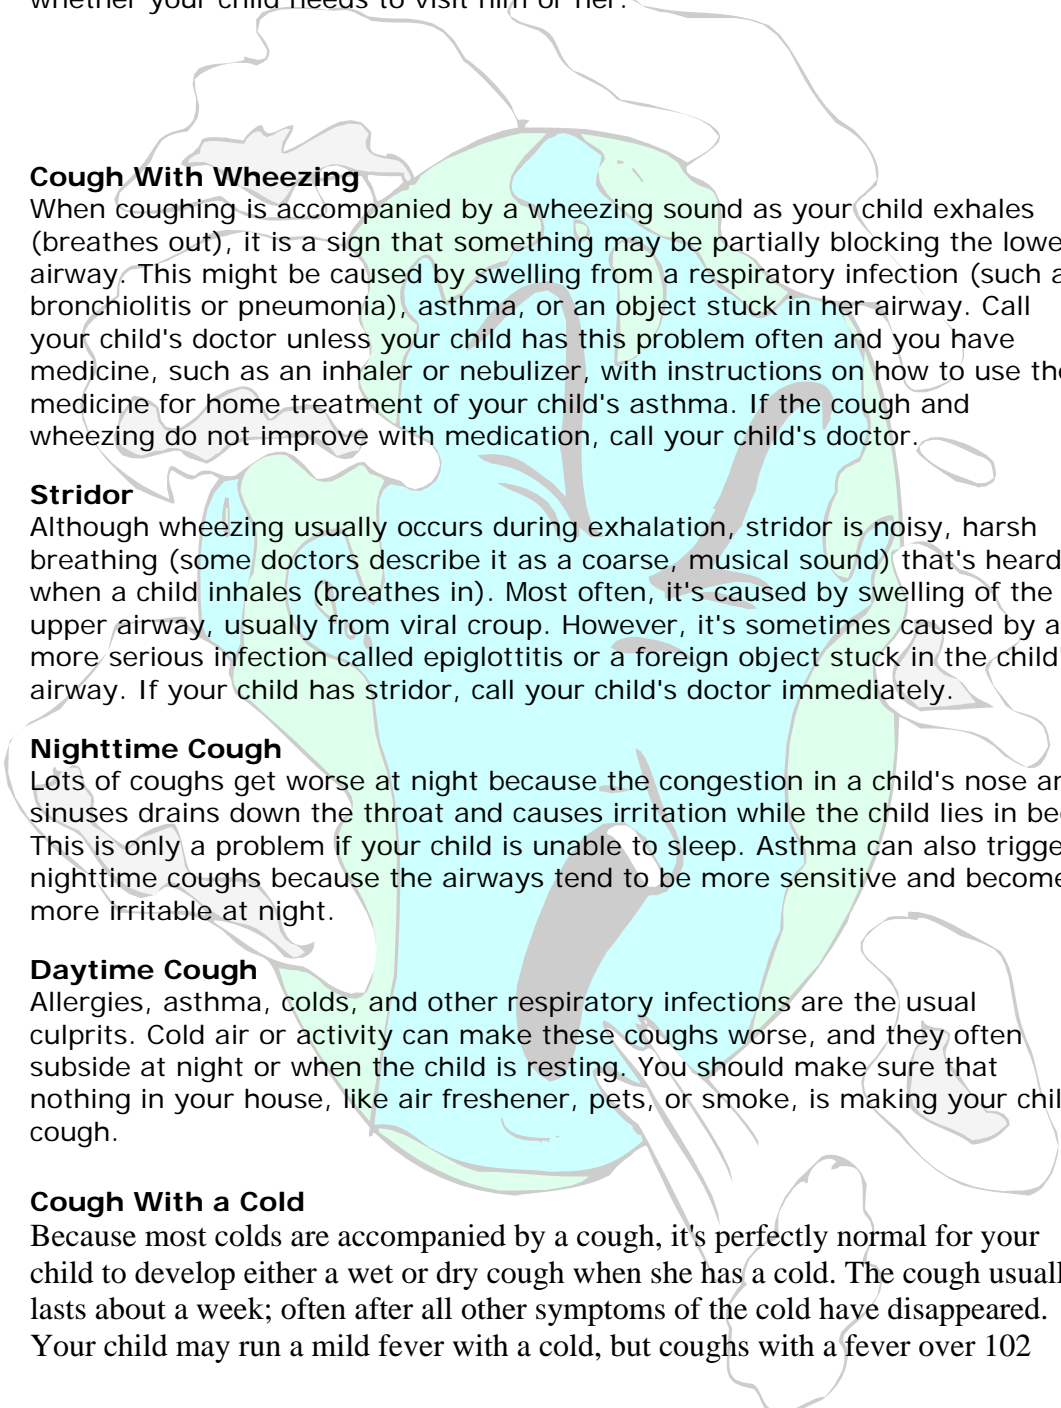 whether your child needs to visit him or her.
Cough With Wheezing
When coughing is accompanied by a wheezing sound as your child exhales
(breathes out), it is a sign that something may be partially blocking the lowe
airway. This might be caused by swelling from a respiratory infection (such a
bronchiolitis or pneumonia), asthma, or an object stuck in her airway. Call
your child's doctor unless your child has this problem often and you have
medicine, such as an inhaler or nebulizer, with instructions on how to use the
medicine for home treatment of your child's asthma. If the cough and
wheezing do not improve with medication, call your child's doctor.
Stridor
Although wheezing usually occurs during exhalation, stridor is noisy, harsh
breathing (some doctors describe it as a coarse, musical sound) that's heard
when a child inhales (breathes in). Most often, it's caused by swelling of the
upper airway, usually from viral croup. However, it's sometimes caused by a
more serious infection called epiglottitis or a foreign object stuck in the child'
airway. If your child has stridor, call your child's doctor immediately.
Nighttime Cough
Lots of coughs get worse at night because the congestion in a child's nose an
sinuses drains down the throat and causes irritation while the child lies in bed
This is only a problem if your child is unable to sleep. Asthma can also trigge
nighttime coughs because the airways tend to be more sensitive and become
more irritable at night.
Daytime Cough
Allergies, asthma, colds, and other respiratory infections are the usual
culprits. Cold air or activity can make these coughs worse, and they often
subside at night or when the child is resting. You should make sure that
nothing in your house, like air freshener, pets, or smoke, is making your chil
cough.
Cough With a Cold
Because most colds are accompanied by a cough, it's perfectly normal for your
child to develop either a wet or dry cough when she has a cold. The cough usuall
lasts about a week; often after all other symptoms of the cold have disappeared.
Your child may run a mild fever with a cold, but coughs with a fever over 102